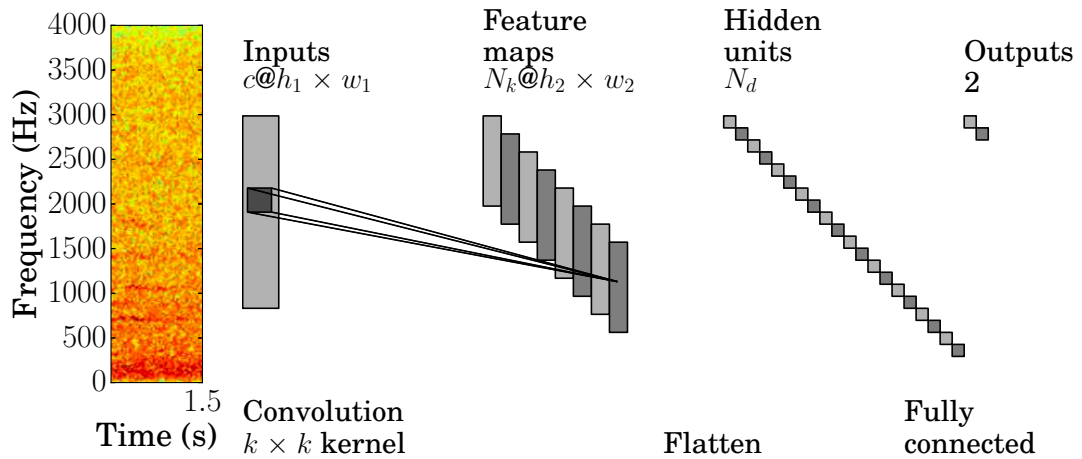 4000
3500
3000
2500
2000
1500
1000
500
0
Frequency (Hz)
1.5
Time (s)
Inputs
c@h₁ × w₁
Feature
maps
Nₖ@h₂ × w₂
Hidden
units
N_d
Outputs
2
Convolution
k × k kernel
Flatten
Fully
connected